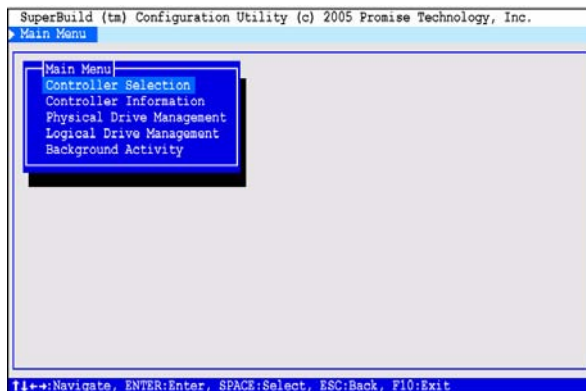 SuperBuild (tm) Configuration Utility (c) 2005 Promise Technology, Inc.
Main Menu
Main Menu
Controller Selection
Controller Information
Physical Drive Management
Logical Drive Management
Background Activity
↑↓←→:Navigate, ENTER:Enter, SPACE:Select, ESC:Back, F10:Exit